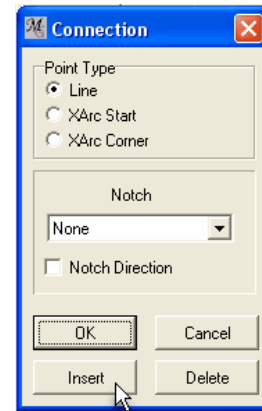 Connection
Point Type
Line
XArc Start
XArc Corner
Notch
None
Notch Direction
OK Cancel
Insert Delete